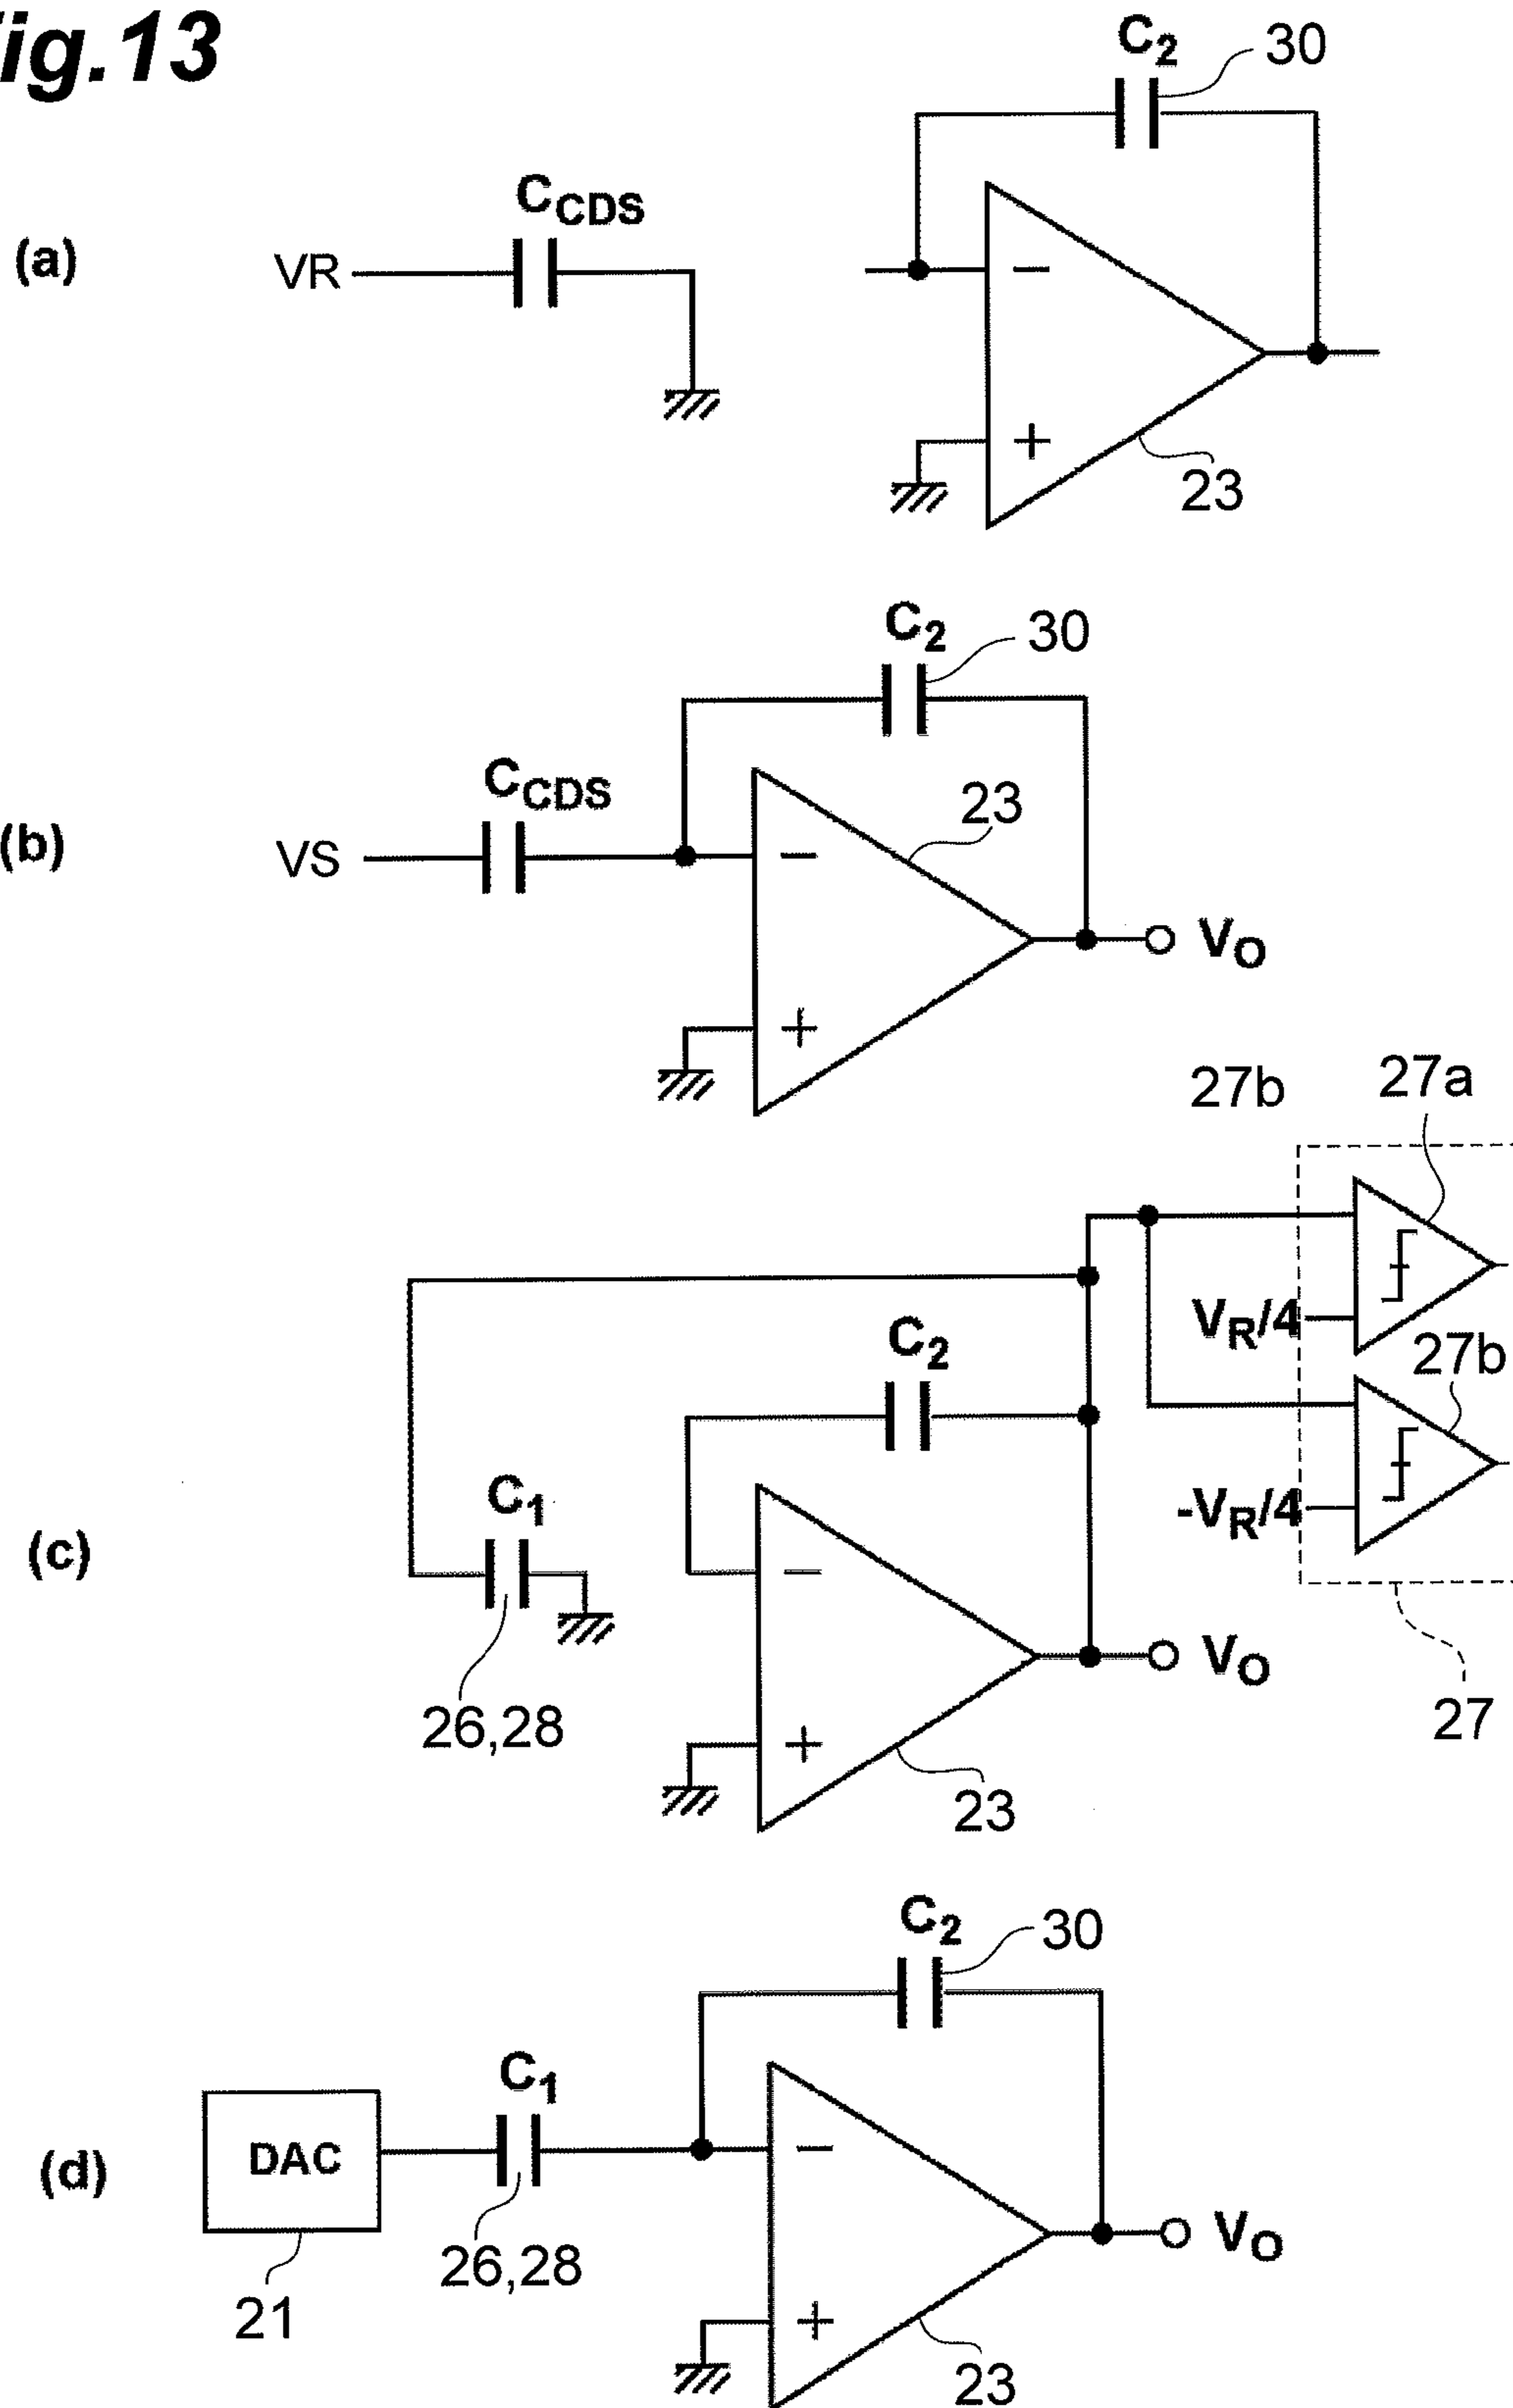 Fig.13
C2
30
CCDS
(a)
VR
−
+
23
C2
30
CCDS
23
(b)
VS
−
VO
+
27b
27a
VR/4
C2
27b
C1
-VR/4
(c)
−
VO
26,28
27
+
23
C2
30
C1
DAC
−
(d)
VO
26,28
21
+
23